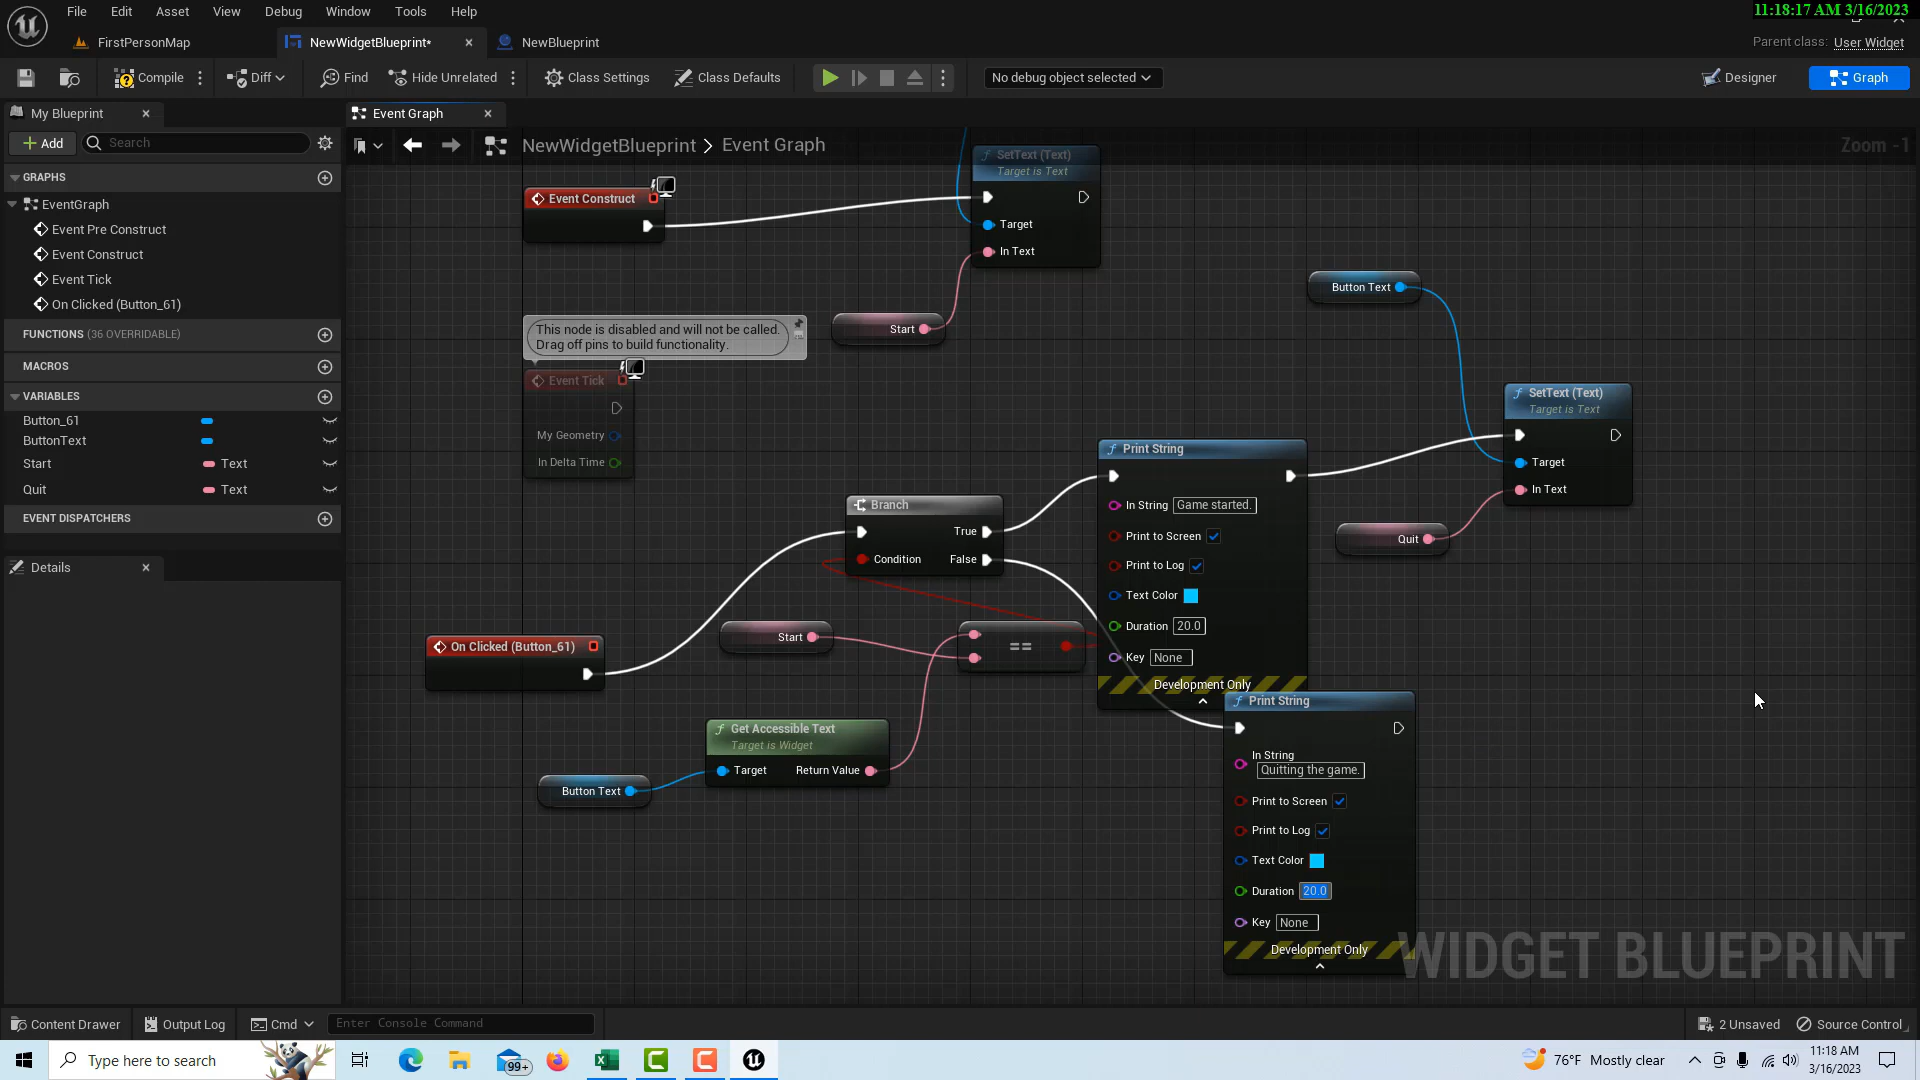 File Edit Asset View Debug Window Tools Help
11:18:17 AM 3/16/2023
FirstPersonMap
NewWidgetBlueprint*
NewBlueprint
Parent class: User Widget
Compile
Diff
Find
Hide Unrelated
Class Settings
Class Defaults
No debug object selected
Designer
Graph
My Blueprint
Event Graph
Add
Search
NewWidgetBlueprint > Event Graph
Zoom -1
GRAPHS
EventGraph
Event Pre Construct
Event Construct
Event Tick
On Clicked (Button_61)
FUNCTIONS (36 OVERRIDABLE)
MACROS
VARIABLES
Button_61
ButtonText
Start Text
Quit Text
EVENT DISPATCHERS
Details
Event Construct
SetText (Text)
Target is Text
Target
In Text
Start
This node is disabled and will not be called.
Drag off pins to build functionality.
Event Tick
My Geometry
In Delta Time
Button Text
SetText (Text)
Target is Text
Target
In Text
Quit
Branch
True
Condition False
Print String
In String Game started.
Print to Screen
Print to Log
Text Color
Duration 20.0
Key None
Development Only
On Clicked (Button_61)
Start
==
Get Accessible Text
Target is Widget
Target Return Value
Button Text
Print String
In String
Quitting the game.
Print to Screen
Print to Log
Text Color
Duration 20.0
Key None
Development Only
WIDGET BLUEPRINT
Content Drawer
Output Log
Cmd
Enter Console Command
2 Unsaved
Source Control
Type here to search
99+
76°F Mostly clear
11:18 AM
3/16/2023